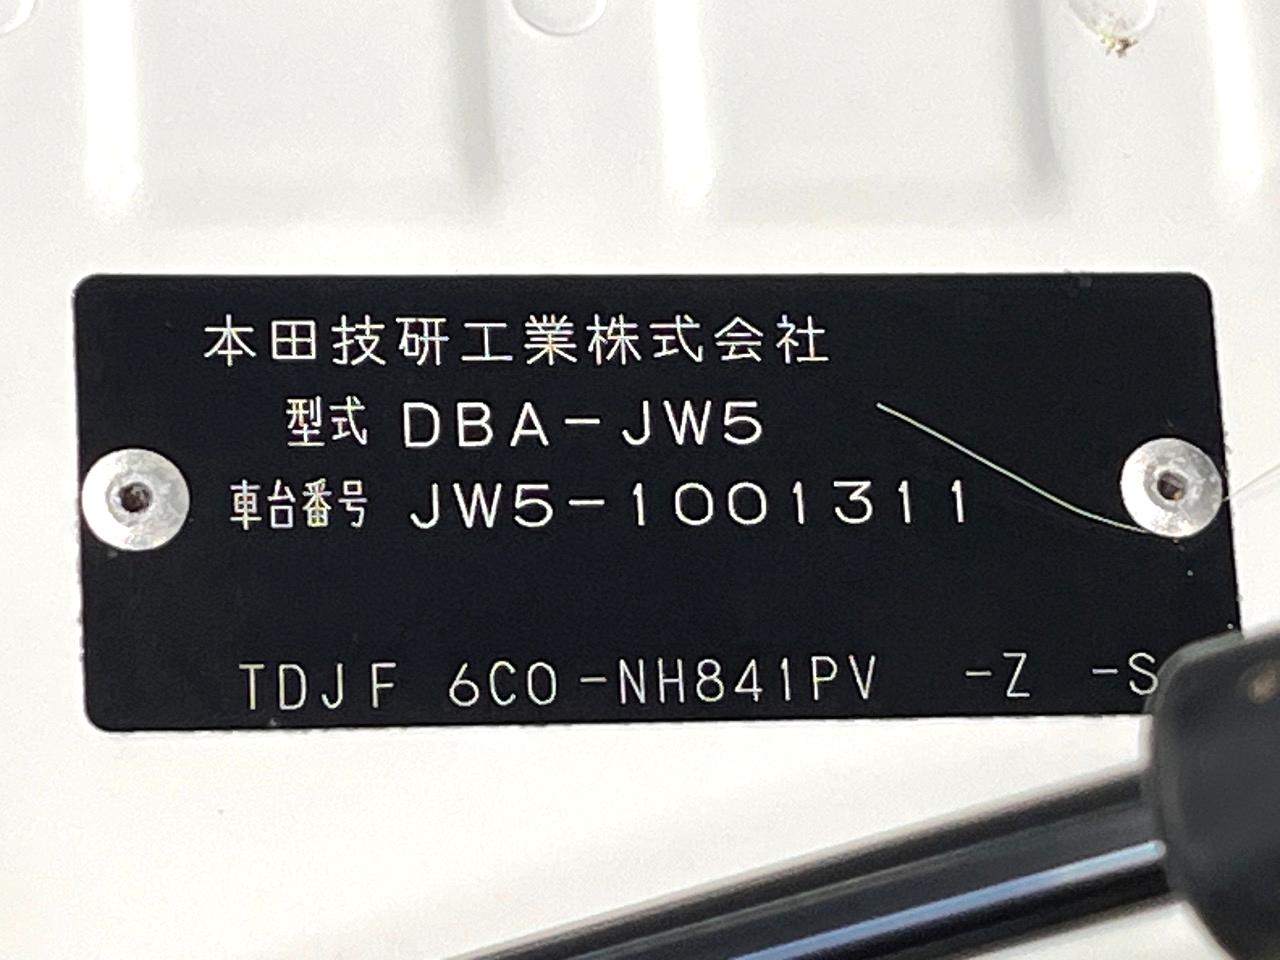 本田技研工業株式会社
型式 DBA-JW5
車台番号 JW5-1001311
TDJF 6C0-NH841PV -Z -S